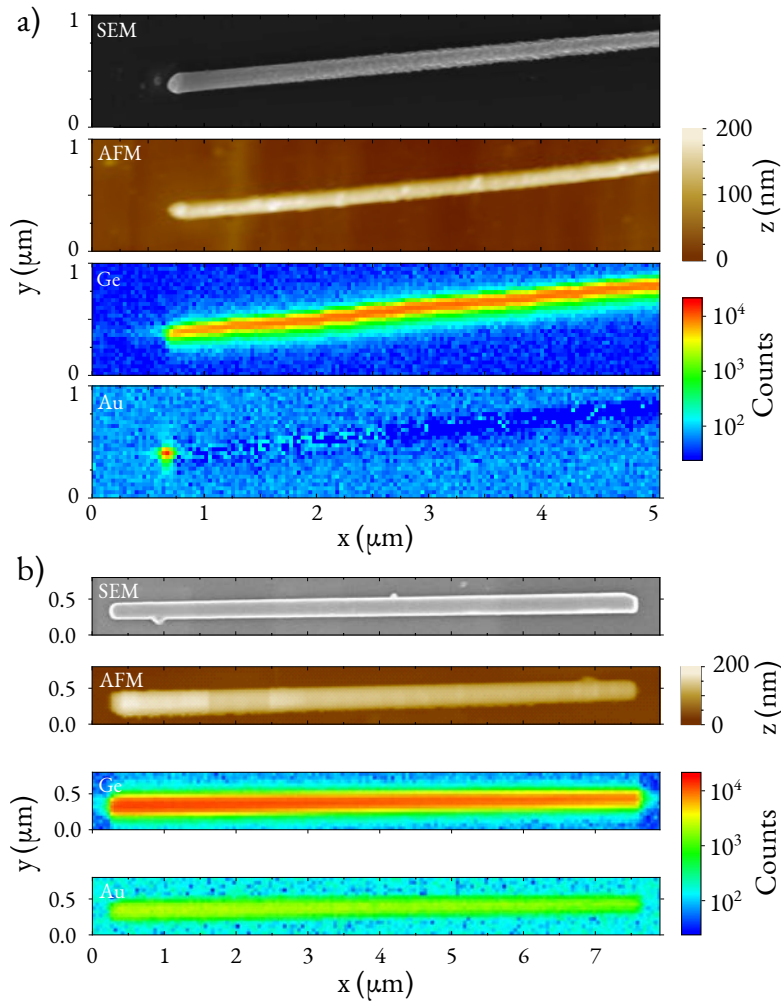 a)
1
SEM
0
1
AFM
0
200
100
0
z (nm)
y (μm)
1
Ge
0
1
Au
0
10⁴
10³
10²
Counts
0 1 2 3 4 5
x (μm)
b)
SEM
0.5
0.0
AFM
0.5
0.0
200
0
z (nm)
y (μm)
Ge
0.5
0.0
Au
0.5
0.0
10⁴
10³
10²
Counts
0 1 2 3 4 5 6 7
x (μm)